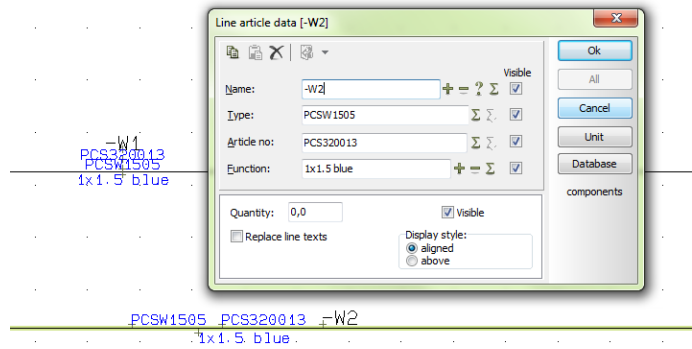 Line article data [-W2]
Ok
All
Cancel
Unit
Database
components
Visible
Name: -W2
Type: PCSW1505
Article no: PCS320013
Function: 1x1.5 blue
Quantity: 0,0
Visible
Replace line texts
Display style:
aligned
above
-W1
PCS320013
PCSW1505
1x1.5 blue
PCSW1505 PCS320013 -W2
1x1.5 blue